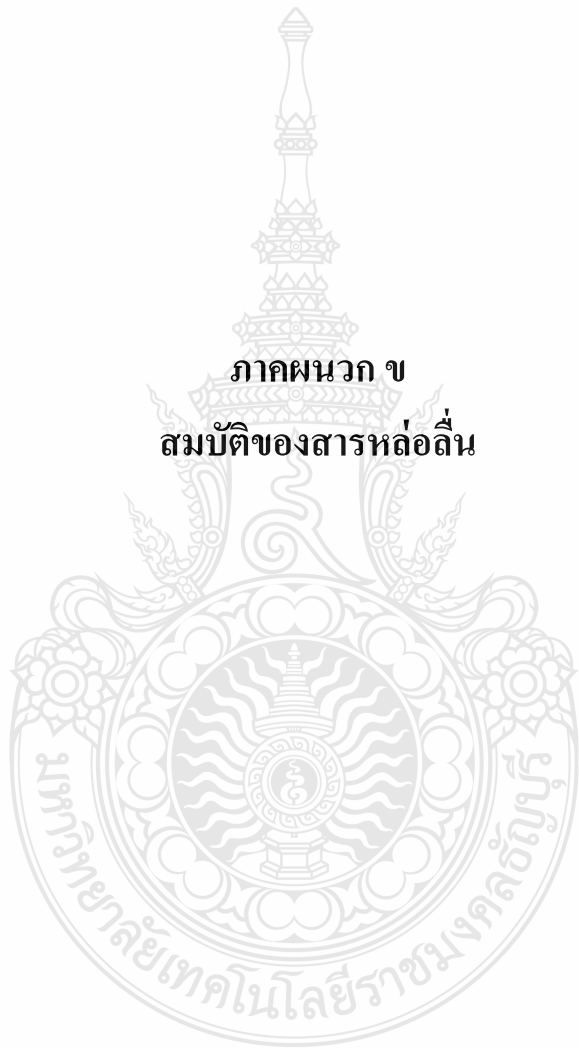 ภาคผนวก ข
สมบัติของสารหล่อลื่น
มหาวิทยาลัยเทคโนโลยีราชมงคลธัญบุรี